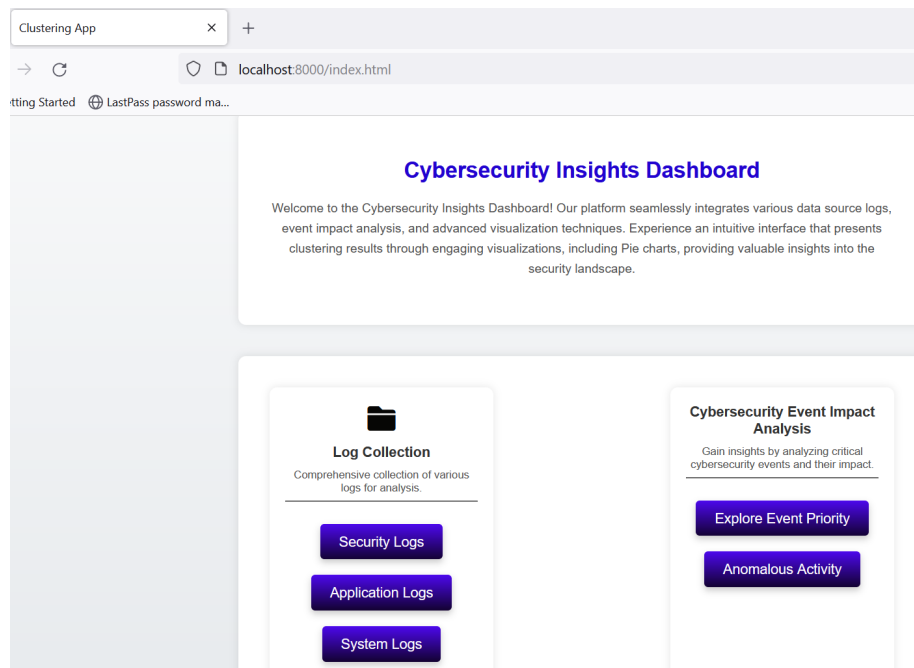 Clustering App
localhost:8000/index.html
tting Started LastPass password ma...
Cybersecurity Insights Dashboard
Welcome to the Cybersecurity Insights Dashboard! Our platform seamlessly integrates various data source logs,
event impact analysis, and advanced visualization techniques. Experience an intuitive interface that presents
clustering results through engaging visualizations, including Pie charts, providing valuable insights into the
security landscape.
Log Collection
Comprehensive collection of various
logs for analysis.
Security Logs
Application Logs
System Logs
Cybersecurity Event Impact
Analysis
Gain insights by analyzing critical
cybersecurity events and their impact.
Explore Event Priority
Anomalous Activity